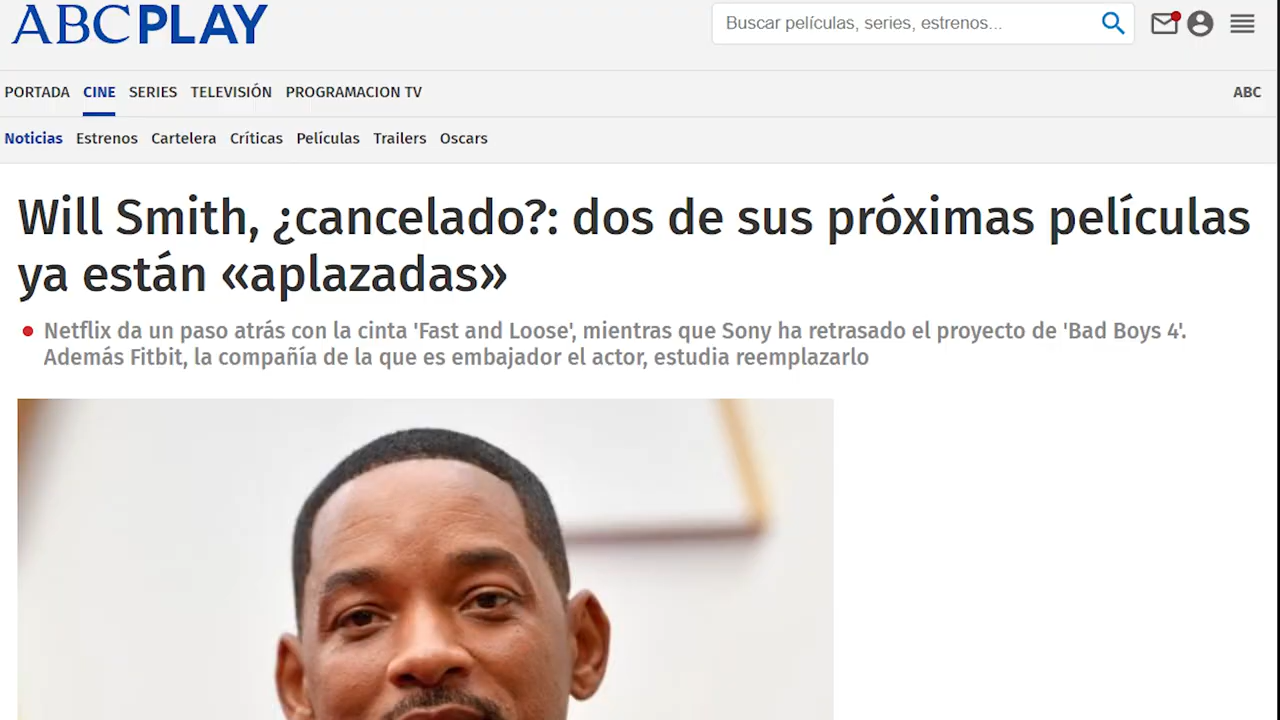 ABCPLAY
Buscar películas, series, estrenos...
PORTADA CINE SERIES TELEVISIÓN PROGRAMACION TV ABC
Noticias Estrenos Cartelera Críticas Películas Trailers Oscars
Will Smith, ¿cancelado?: dos de sus próximas películas
ya están «aplazadas»
Netflix da un paso atrás con la cinta 'Fast and Loose', mientras que Sony ha retrasado el proyecto de 'Bad Boys 4'.
Además Fitbit, la compañía de la que es embajador el actor, estudia reemplazarlo